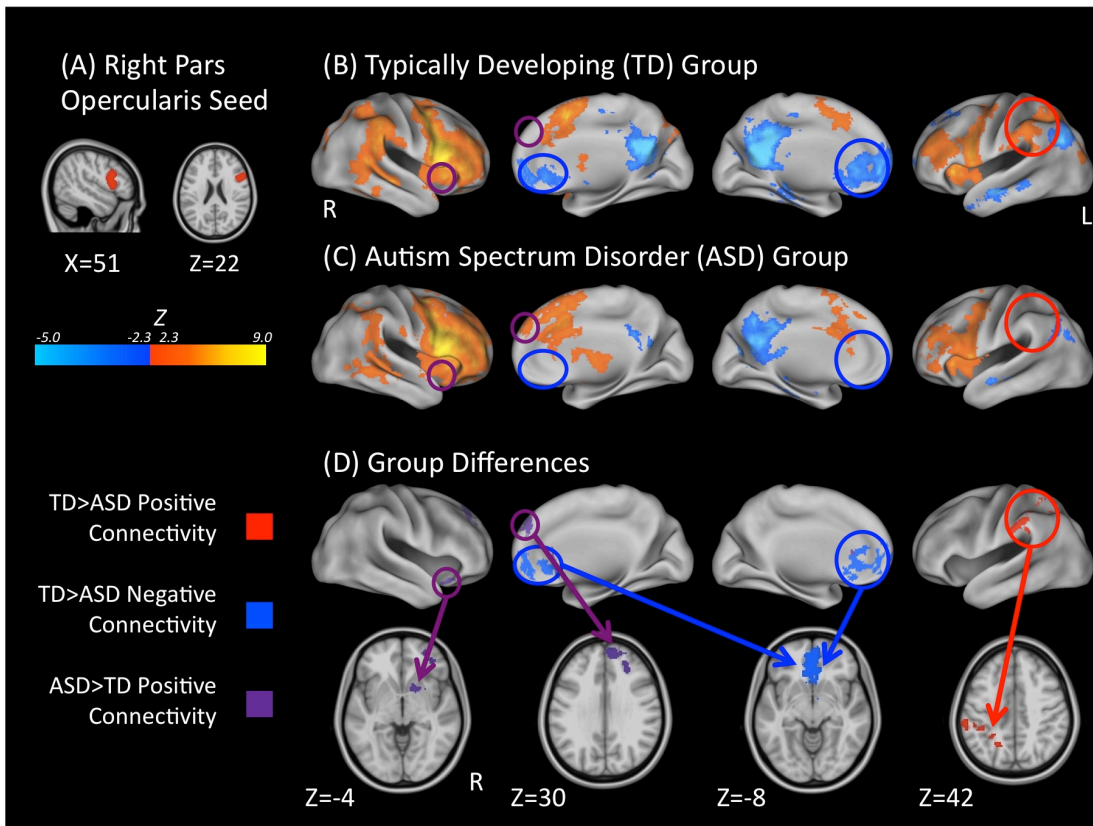 (A) Right Pars
Opercularis Seed
X=51
Z=22
Z
-5.0
-2.3
2.3
9.0
(B) Typically Developing (TD) Group
R
L
(C) Autism Spectrum Disorder (ASD) Group
(D) Group Differences
TD>ASD Positive
Connectivity
TD>ASD Negative
Connectivity
ASD>TD Positive
Connectivity
R
Z=-4
Z=30
Z=-8
Z=42